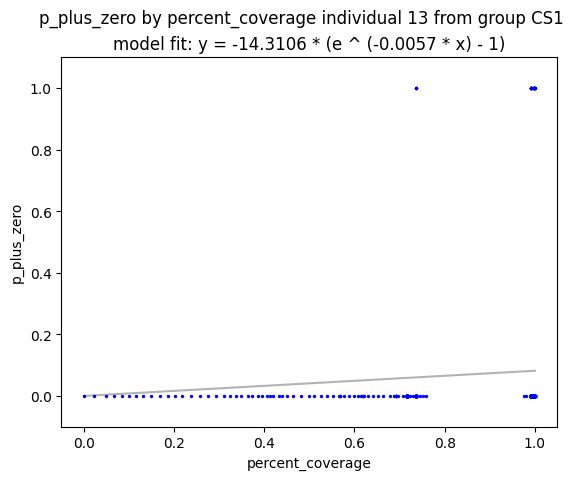 p_plus_zero by percent_coverage individual 13 from group CS1
model fit: y = -14.3106 * (e ^ (-0.0057 * x) - 1)
1.0
0.8
0.6
0.4
0.2
0.0
p_plus_zero
0.0 0.2 0.4 0.6 0.8 1.0
percent_coverage